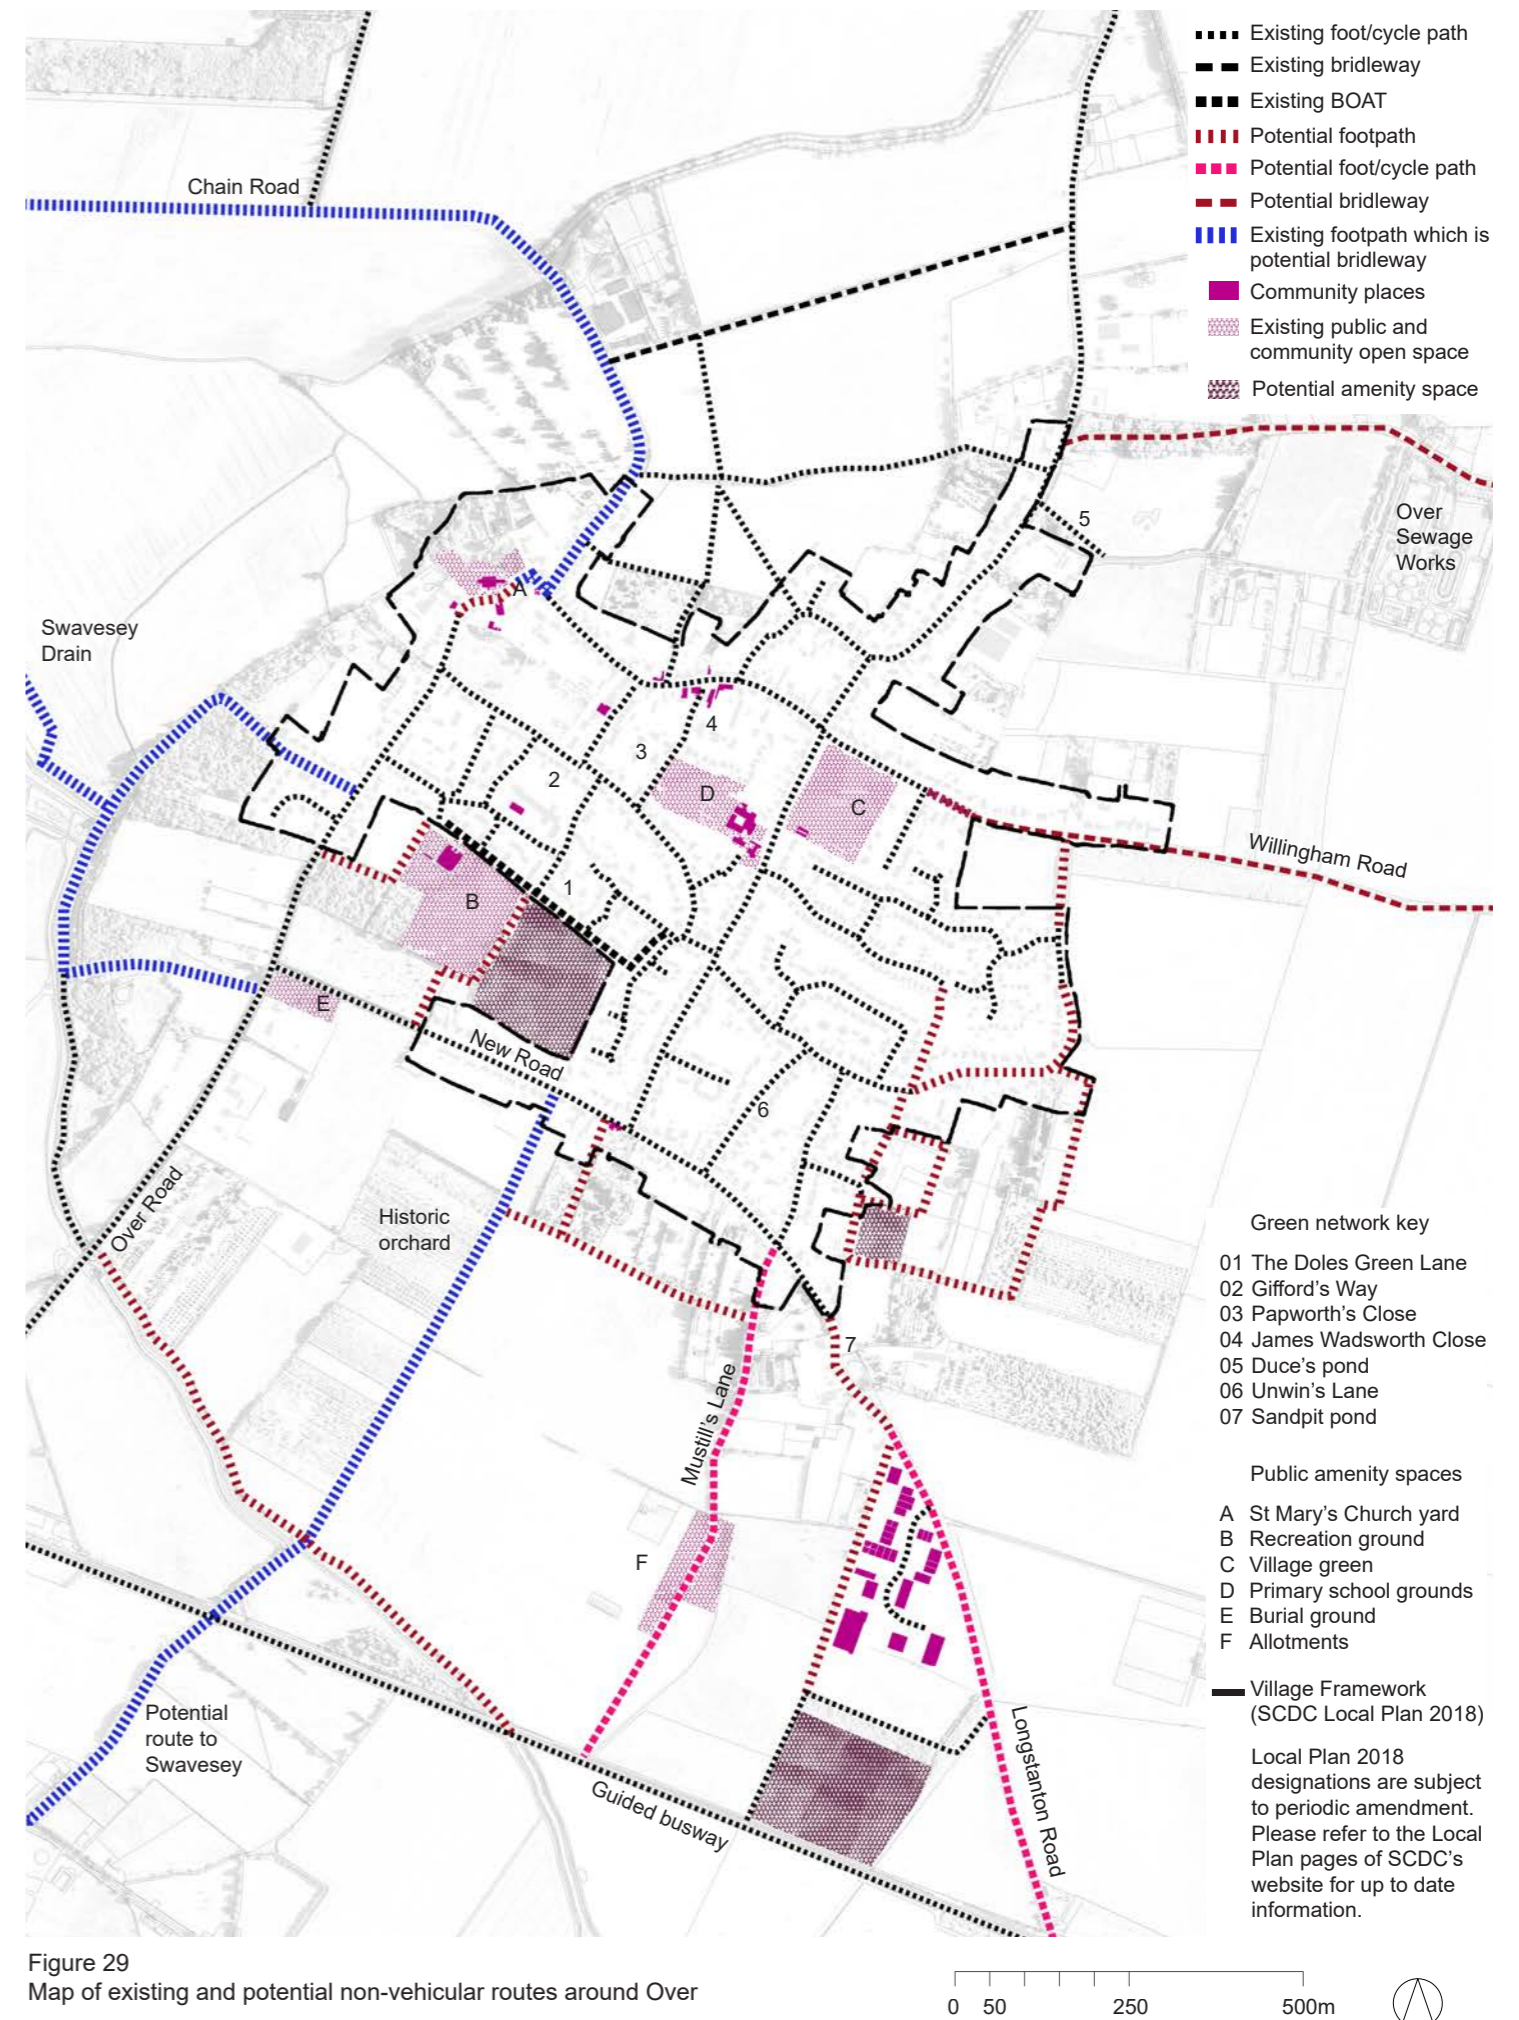 Existing foot/cycle path
Existing bridleway
Existing BOAT
Potential footpath
Potential foot/cycle path
Potential bridleway
Existing footpath which is
potential bridleway
Community places
Existing public and
community open space
Potential amenity space
Chain Road
5
Over
Sewage
Works
A
Swavesey
Drain
4
3
2
D
C
Willingham Road
1
B
E
New Road
6
Over Road
Historic
orchard
7
Mustill's Lane
F
Potential
route to
Swavesey
Guided busway
Longstanton Road
Green network key
01 The Doles Green Lane
02 Gifford's Way
03 Papworth's Close
04 James Wadsworth Close
05 Duce's pond
06 Unwin's Lane
07 Sandpit pond
Public amenity spaces
A St Mary's Church yard
B Recreation ground
C Village green
D Primary school grounds
E Burial ground
F Allotments
Village Framework
(SCDC Local Plan 2018)
Local Plan 2018
designations are subject
to periodic amendment.
Please refer to the Local
Plan pages of SCDC's
website for up to date
information.
Figure 29
Map of existing and potential non-vehicular routes around Over
0 50 250 500m